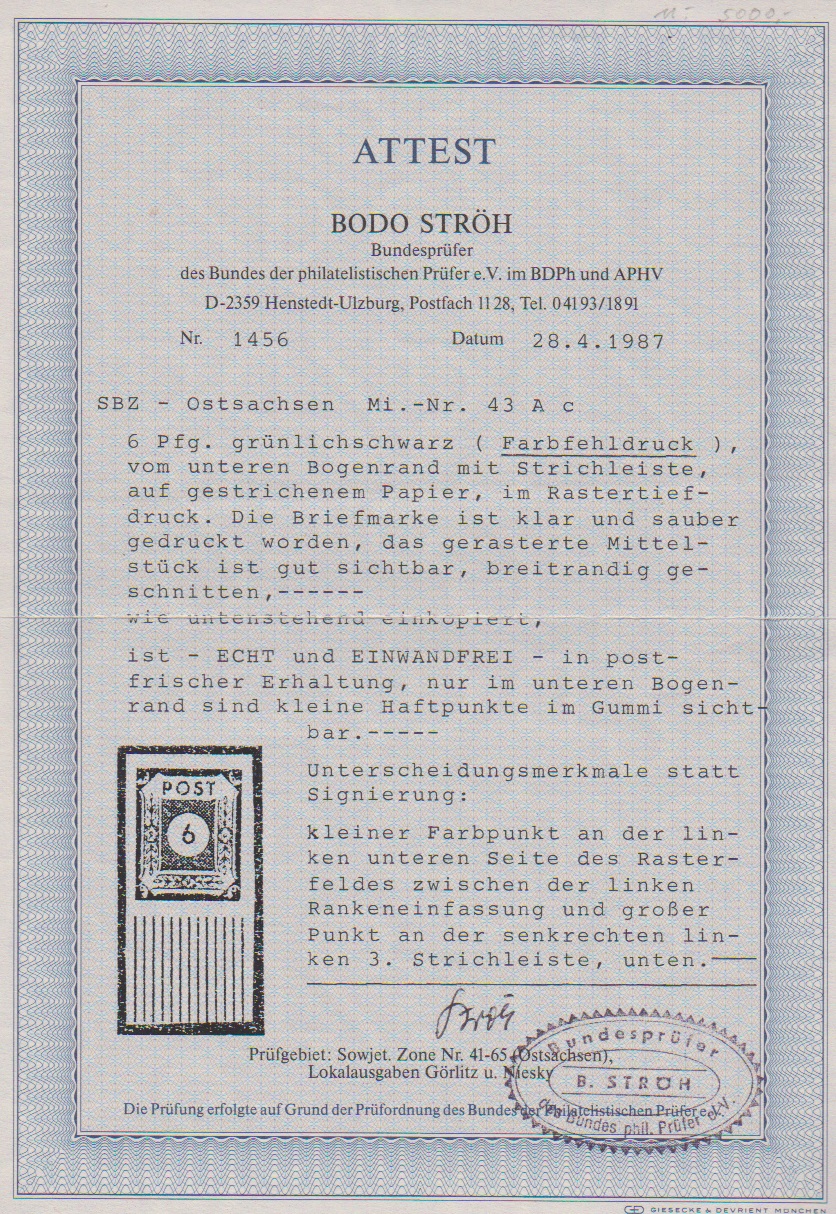 M: 5000,-
ATTEST
BODO STRÖH
Bundesprüfer
des Bundes der philatelistischen Prüfer e.V. im BDPh und APHV
D-2359 Henstedt-Ulzburg, Postfach 1128, Tel. 04193/1891
Nr. 1456 Datum 28.4.1987
SBZ - Ostsachsen Mi.-Nr. 43 A c
6 Pfg. grünlichschwarz ( Farbfehldruck ),
vom unteren Bogenrand mit Strichleiste,
auf gestrichenem Papier, im Rastertief-
druck. Die Briefmarke ist klar und sauber
gedruckt worden, das gerasterte Mittel-
stück ist gut sichtbar, breitrandig ge-
schnitten,------
wie untenstehend einkopiert,
ist - ECHT und EINWANDFREI - in post-
frischer Erhaltung, nur im unteren Bogen-
rand sind kleine Haftpunkte im Gummi sicht-
bar.-----
POST
6
Unterscheidungsmerkmale statt
Signierung:
kleiner Farbpunkt an der lin-
ken unteren Seite des Raster-
feldes zwischen der linken
Rankeneinfassung und großer
Punkt an der senkrechten lin-
ken 3. Strichleiste, unten.
Ströh
Prüfgebiet: Sowjet. Zone Nr. 41-65 (Ostsachsen),
Lokalausgaben Görlitz u. Niesky
Die Prüfung erfolgte auf Grund der Prüfordnung des Bundes der Philatelistischen Prüfer e.V.
Bundesprüfer
B. STRÖH
des Bundes phil. Prüfer e.V.
GIESECKE & DEVRIENT MÜNCHEN